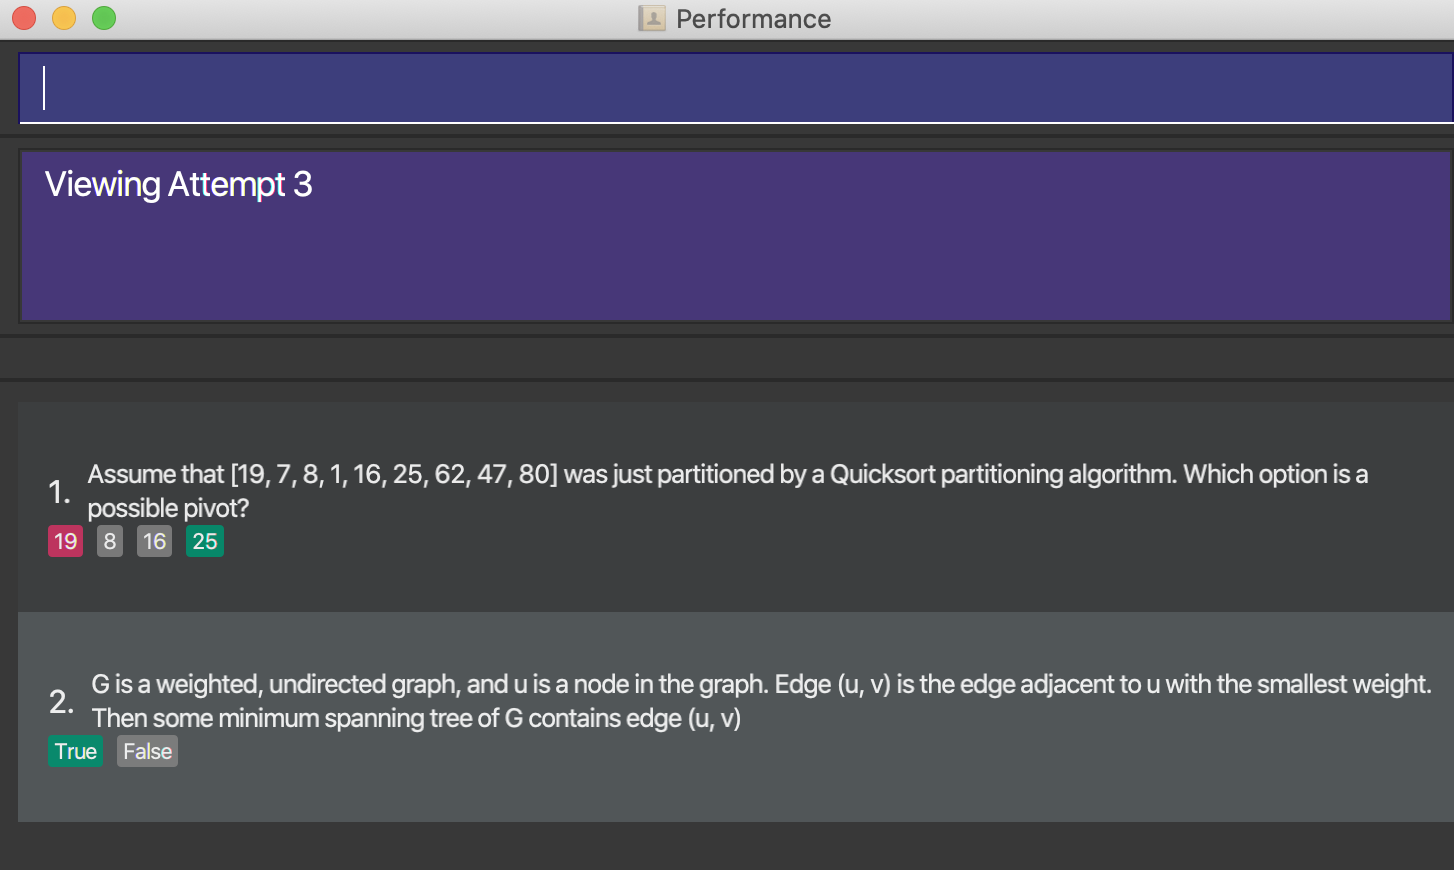 Performance
Viewing Attempt 3
1. Assume that [19, 7, 8, 1, 16, 25, 62, 47, 80] was just partitioned by a Quicksort partitioning algorithm. Which option is a
possible pivot?
19 8 16 25
2. G is a weighted, undirected graph, and u is a node in the graph. Edge (u, v) is the edge adjacent to u with the smallest weight.
Then some minimum spanning tree of G contains edge (u, v)
True False